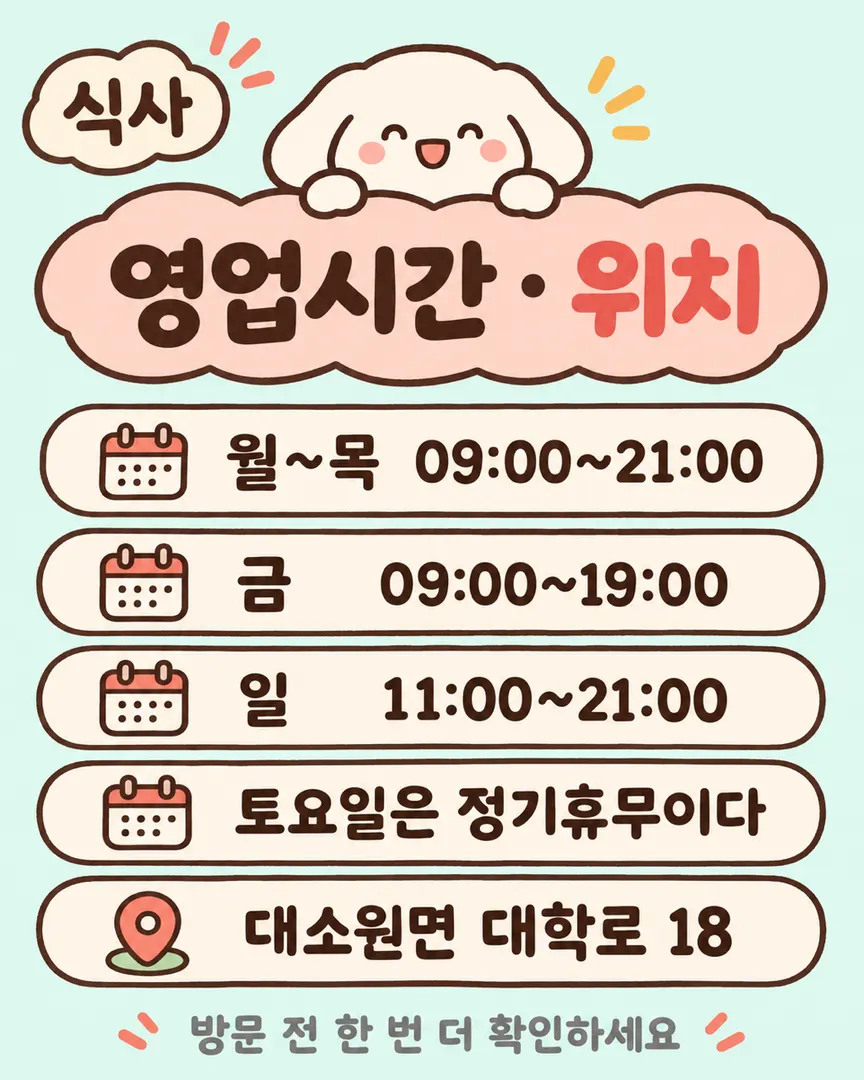 식사
영업시간 · 위치
월~목 09:00~21:00
금 09:00~19:00
일 11:00~21:00
토요일은 정기휴무이다
대소원면 대학로 18
방문 전 한 번 더 확인하세요